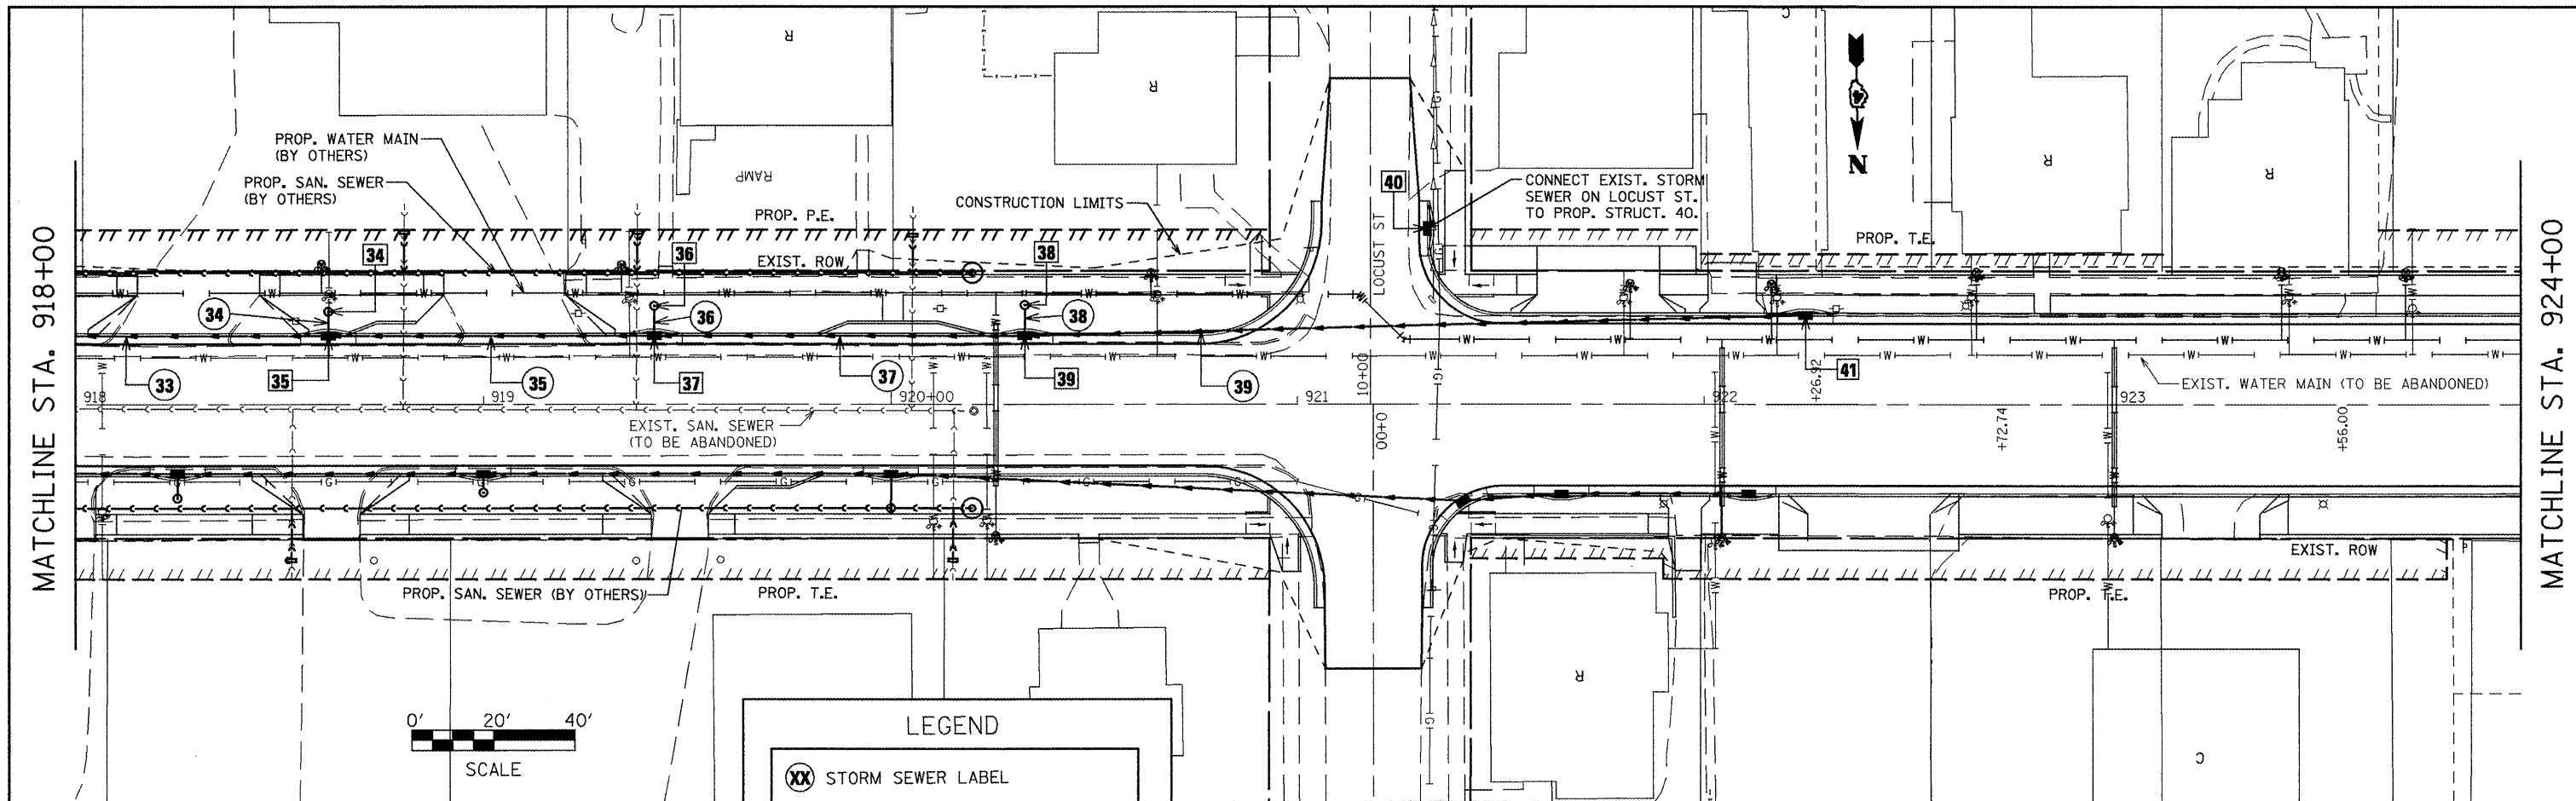 MATCHLINE STA. 918+00
PROP. WATER MAIN
(BY OTHERS)
PROP. SAN. SEWER
(BY OTHERS)
R
RAMP
PROP. P.E.
EXIST. ROW
CONSTRUCTION LIMITS
R
LOCUST ST
40
CONNECT EXIST. STORM
SEWER ON LOCUST ST.
TO PROP. STRUCT. 40.
C
N
PROP. T.E.
R
R
MATCHLINE STA. 924+00
34
36
38
34
36
38
33
35
35
37
37
39
39
41
EXIST. WATER MAIN (TO BE ABANDONED)
918
919
920+00
921
922
923
10+00
0+00
+26.92
+72.74
+56.00
EXIST. SAN. SEWER
(TO BE ABANDONED)
PROP. SAN. SEWER (BY OTHERS)
PROP. T.E.
EXIST. ROW
PROP. T.E.
R
C
0' 20' 40'
SCALE
LEGEND
XX STORM SEWER LABEL